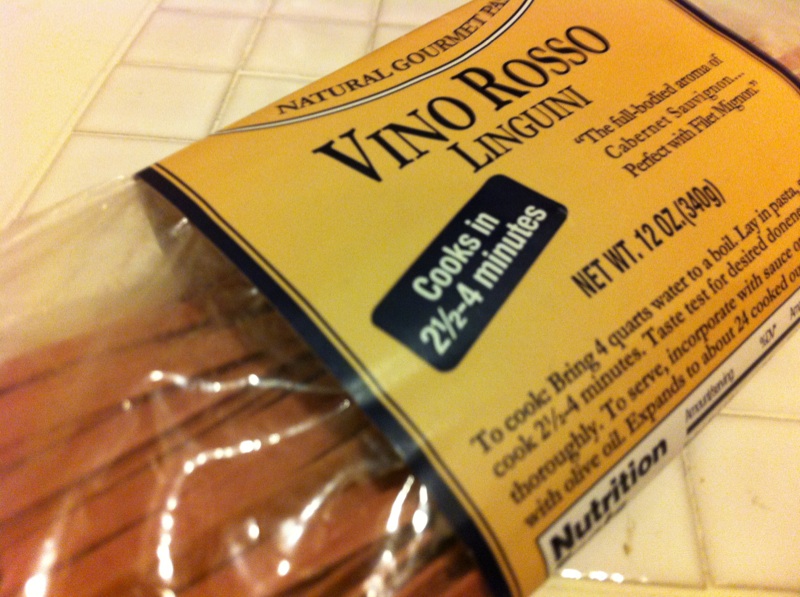 NATURAL GOURMET
VINO ROSSO
LINGUINI
"The full-bodied aroma of
Cabernet Sauvignon...
Perfect with Filet Mignon."
Cooks in
2½-4 minutes
NET WT. 12 OZ.(340g)
To cook: Bring 4 quarts water to a boil. Lay in pasta,
cook 2½-4 minutes. Taste test for desired
thoroughly. To serve, incorporate with sauce
with olive oil. Expands to about 24 cooked
Nutrition
Amount/serving
%DV*